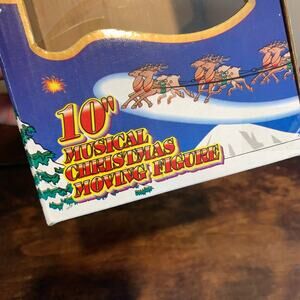 10"
MUSICAL
CHRISTMAS
MOVING FIGURE